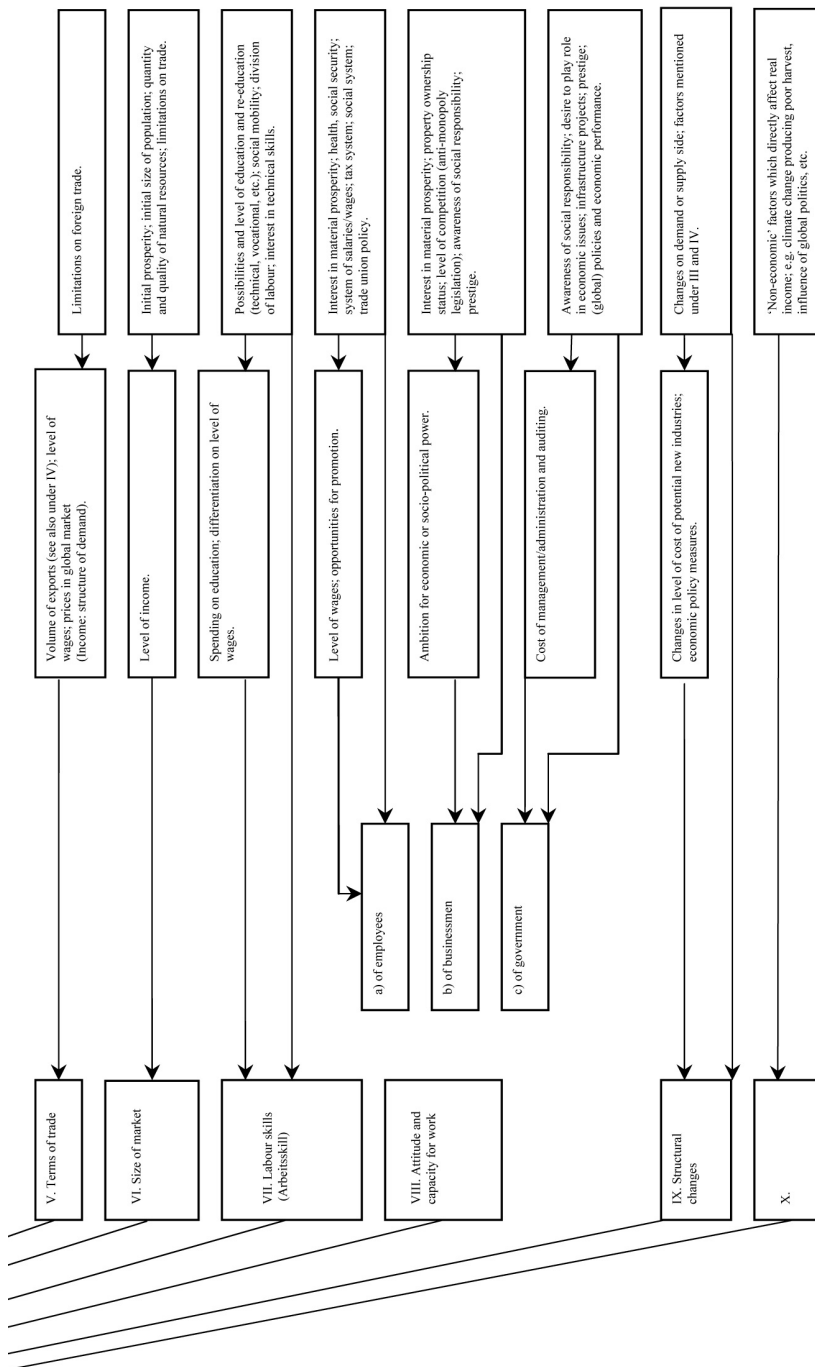 V. Terms of trade
Volume of exports (see also under IV); level of
wages; prices in global market
(Income: structure of demand).
Limitations on foreign trade.
VI. Size of market
Level of income.
Initial prosperity; initial size of population; quantity
and quality of natural resources; limitations on trade.
VII. Labour skills
(Arbeitsskill)
Spending on education; differentiation on level of
wages.
Possibilities and level of education and re-education
(technical, vocational, etc.); social mobility; division
of labour; interest in technical skills.
VIII. Attitude and
capacity for work
a) of employees
Level of wages; opportunities for promotion.
Interest in material prosperity; health, social security;
system of salaries/wages; tax system; social system;
trade union policy.
b) of businessmen
Ambition for economic or socio-political power.
Interest in material prosperity; property ownership
status; level of competition (anti-monopoly
legislation); awareness of social responsibility;
prestige.
c) of government
Cost of management/administration and auditing.
Awareness of social responsibility; desire to play role
in economic issues; infrastructure projects; prestige;
(global) policies and economic performance.
IX. Structural
changes
Changes in level of cost of potential new industries;
economic policy measures.
Changes on demand or supply side; factors mentioned
under III and IV.
X.
‘Non-economic’ factors which directly affect real
income; e.g. climate change producing poor harvest,
influence of global politics, etc.